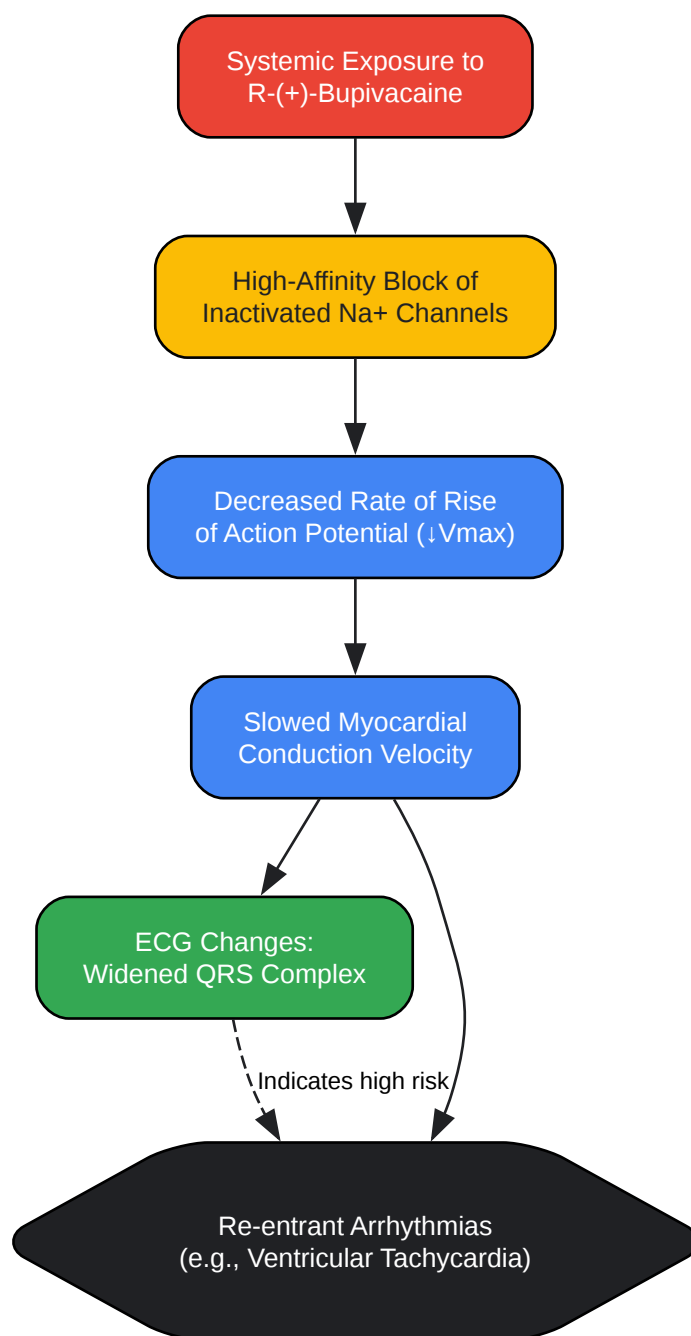 Systemic Exposure to
R-(+)-Bupivacaine
High-Affinity Block of
Inactivated Na+ Channels
Decreased Rate of Rise
of Action Potential (↓Vmax)
Slowed Myocardial
Conduction Velocity
ECG Changes:
Widened QRS Complex
Indicates high risk
Re-entrant Arrhythmias
(e.g., Ventricular Tachycardia)